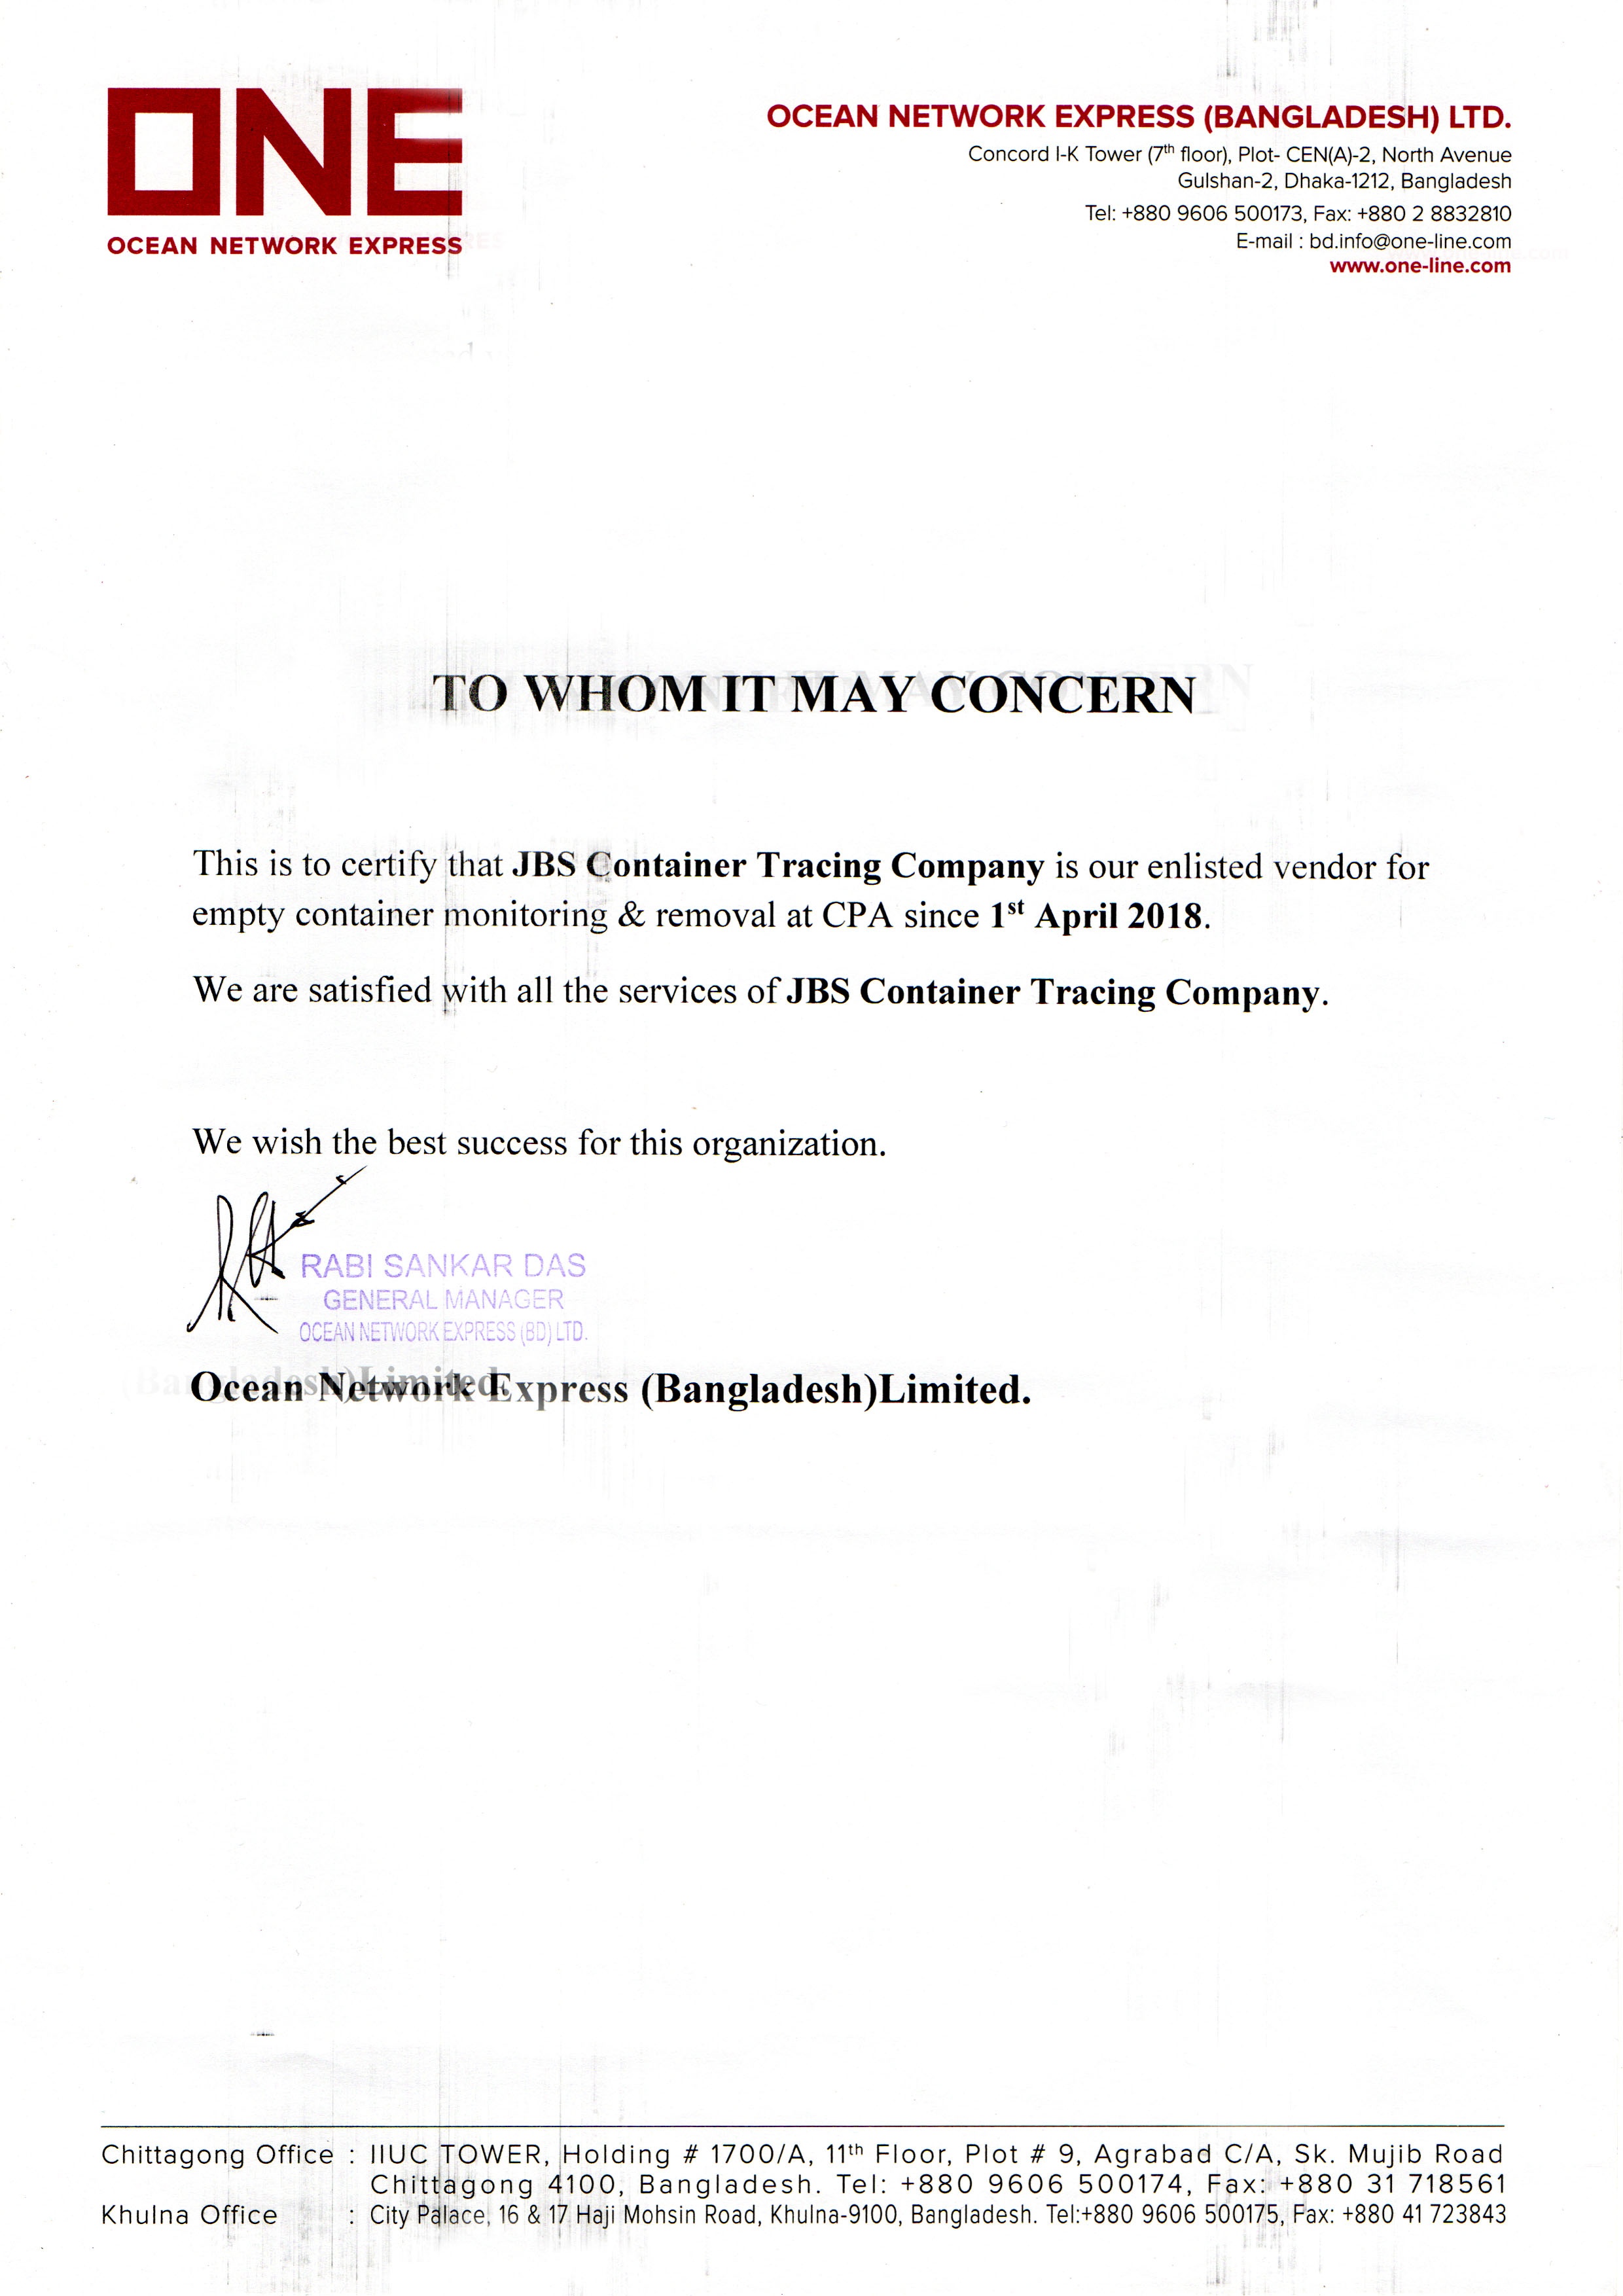 ONE
OCEAN NETWORK EXPRESS
OCEAN NETWORK EXPRESS (BANGLADESH) LTD.
Concord I-K Tower (7th floor), Plot- CEN(A)-2, North Avenue
Gulshan-2, Dhaka-1212, Bangladesh
Tel: +880 9606 500173, Fax: +880 2 8832810
E-mail : bd.info@one-line.com
www.one-line.com
TO WHOM IT MAY CONCERN
This is to certify that JBS Container Tracing Company is our enlisted vendor for
empty container monitoring & removal at CPA since 1st April 2018.
We are satisfied with all the services of JBS Container Tracing Company.
We wish the best success for this organization.
RABI SANKAR DAS
GENERAL MANAGER
OCEAN NETWORK EXPRESS (BD) LTD.
Ocean Network Express (Bangladesh)Limited.
Chittagong Office : IIUC TOWER, Holding # 1700/A, 11th Floor, Plot # 9, Agrabad C/A, Sk. Mujib Road
Chittagong 4100, Bangladesh. Tel: +880 9606 500174, Fax: +880 31 718561
Khulna Office : City Palace, 16 & 17 Haji Mohsin Road, Khulna-9100, Bangladesh. Tel:+880 9606 500175, Fax: +880 41 723843